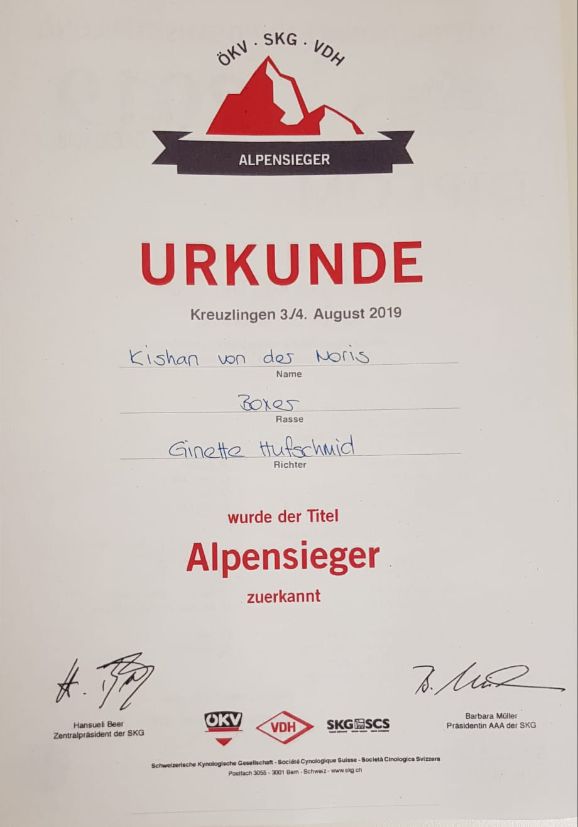 ÖKV · SKG · VDH
ALPENSIEGER
URKUNDE
Kreuzlingen 3./4. August 2019
Kishan von der Noris
Name
Boxer
Rasse
Ginette Hufschmid
Richter
wurde der Titel
Alpensieger
zuerkannt
Hansueli Beer
Zentralpräsident der SKG
ÖKV
VDH
SKG SCS
Barbara Müller
Präsidentin AAA der SKG
Schweizerische Kynologische Gesellschaft - Société Cynologique Suisse - Società Cinologica Svizzera
Postfach 3055 - 3001 Bern - Schweiz - www.skg.ch